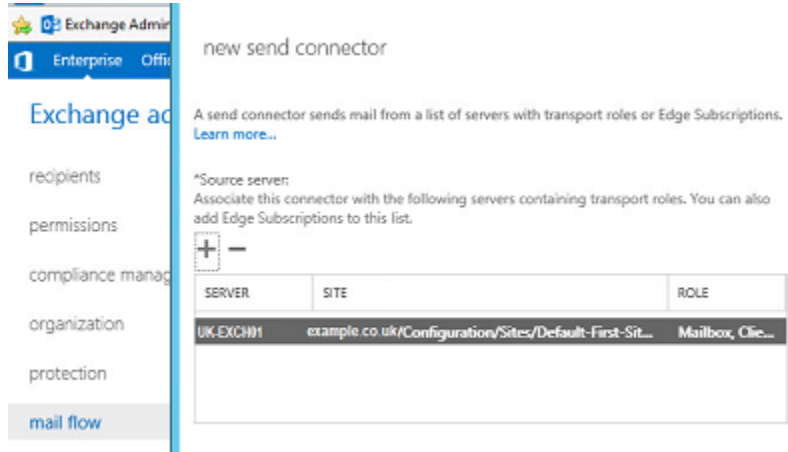 Exchange Admin
Enterprise Offic
Exchange ad
recipients
permissions
compliance manag
organization
protection
mail flow
new send connector
A send connector sends mail from a list of servers with transport roles or Edge Subscriptions.
Learn more...
*Source server:
Associate this connector with the following servers containing transport roles. You can also
add Edge Subscriptions to this list.
SERVER SITE ROLE
UK-EXCH01 example.co.uk/Configuration/Sites/Default-First-Sit... Mailbox, Clie...